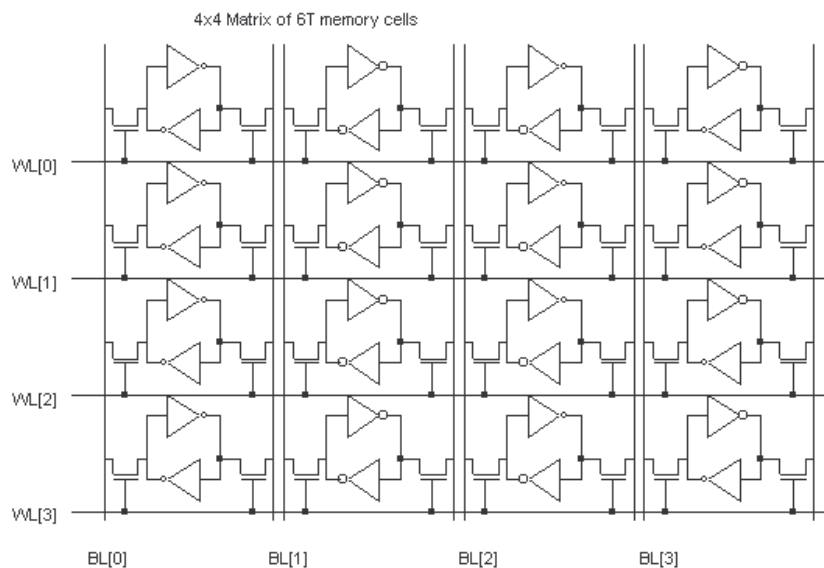 4x4 Matrix of 6T memory cells
WL[0]
WL[1]
WL[2]
WL[3]
BL[0] BL[1] BL[2] BL[3]